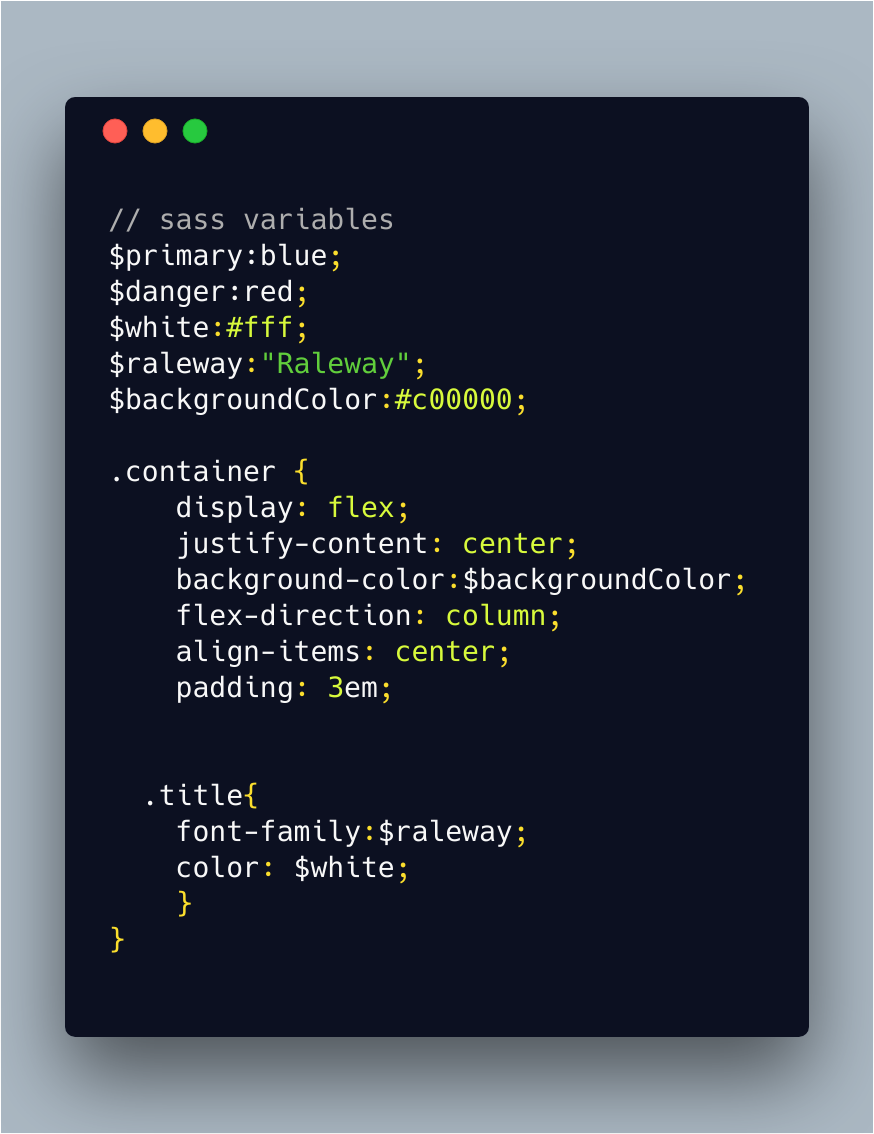 // sass variables
$primary:blue;
$danger:red;
$white:#fff;
$raleway:"Raleway";
$backgroundColor:#c00000;
.container {
display: flex;
justify-content: center;
background-color:$backgroundColor;
flex-direction: column;
align-items: center;
padding: 3em;
.title{
font-family:$raleway;
color: $white;
}
}